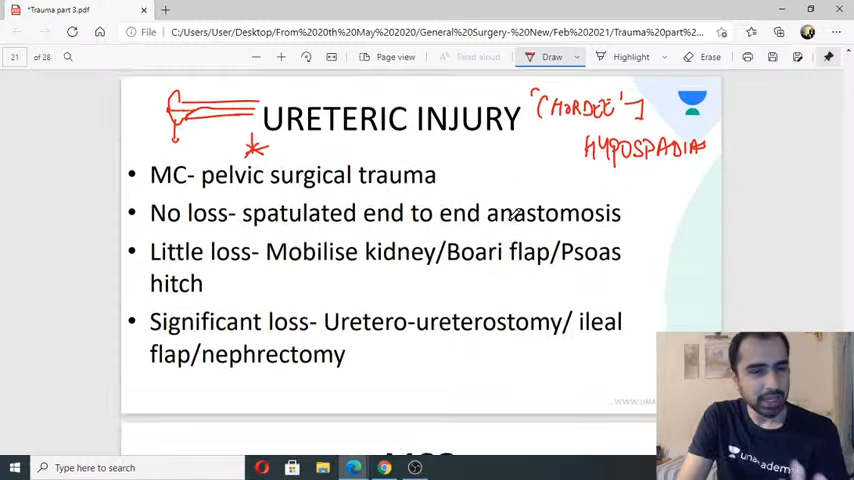 *Trauma part 3.pdf
File
C:/Users/User/Desktop/From%2020th%20May%202020/General%20Surgery-%20New/Feb%202021/Trauma%20part%2...
21 of 28
Page view
Read aloud
Draw
Highlight
Erase
URETERIC INJURY
"CHORDEE"]
HYPOSPADIAS
• MC- pelvic surgical trauma
• No loss- spatulated end to end anastomosis
• Little loss- Mobilise kidney/Boari flap/Psoas
hitch
• Significant loss- Uretero-ureterostomy/ ileal
flap/nephrectomy
Type here to search